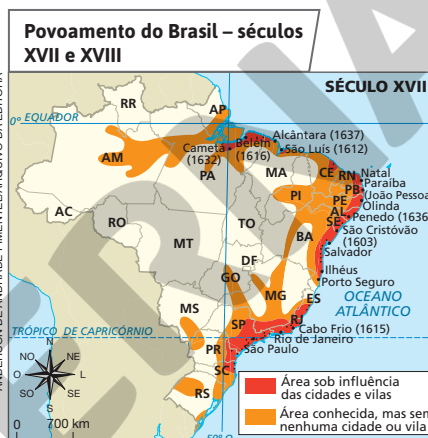 Povoamento do Brasil – séculos
XVII e XVIII
SÉCULO XVII
RR
AP
0º EQUADOR
Alcântara (1637)
Cametá
(1632)
Belém
(1616)
São Luís (1612)
AM
PA
MA
CE
RN
Natal
PB
Paraíba
(João Pessoa
PI
PE
Olinda
AL
Penedo (1636
SE
São Cristóvão
(1603)
AC
RO
TO
BA
Salvador
MT
DF
Ilhéus
GO
Porto Seguro
MG
ES
OCEANO
ATLÂNTICO
MS
SP
RJ
Cabo Frio (1615)
TRÓPICO DE CAPRICÓRNIO
Rio de Janeiro
São Paulo
PR
SC
RS
N
NO
NE
O
L
SO
SE
S
0 700 km
50º O
Área sob influência
das cidades e vilas
Área conhecida, mas sem
nenhuma cidade ou vila